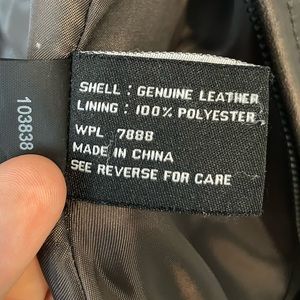 SHELL : GENUINE LEATHER
LINING : 100% POLYESTER
WPL 7888
MADE IN CHINA
SEE REVERSE FOR CARE
103838